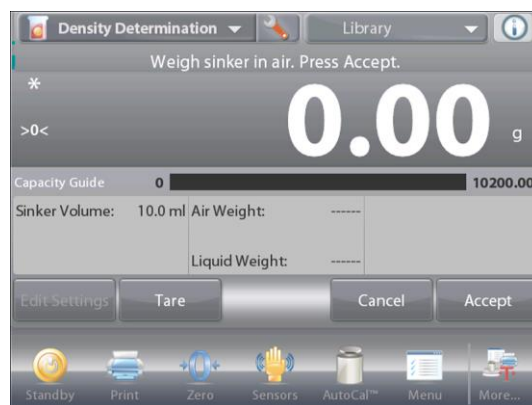 Density Determination Library
Weigh sinker in air. Press Accept.
*
>0< 0.00 g
Capacity Guide 0 10200.00
Sinker Volume: 10.0 ml Air Weight: ------
Liquid Weight: ------
Edit Settings Tare Cancel Accept
Standby Print Zero Sensors AutoCal™ Menu More...